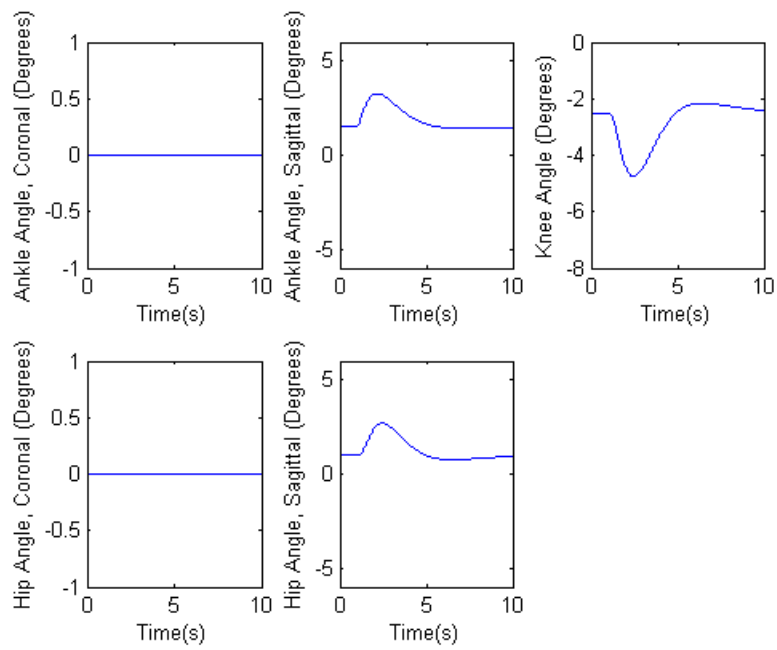 Ankle Angle, Coronal (Degrees)
1
0.5
0
-0.5
-1
0 5 10
Time(s)
Ankle Angle, Sagittal (Degrees)
5
0
-5
0 5 10
Time(s)
Knee Angle (Degrees)
0
-2
-4
-6
-8
0 5 10
Time(s)
Hip Angle, Coronal (Degrees)
1
0.5
0
-0.5
-1
0 5 10
Time(s)
Hip Angle, Sagittal (Degrees)
5
0
-5
0 5 10
Time(s)